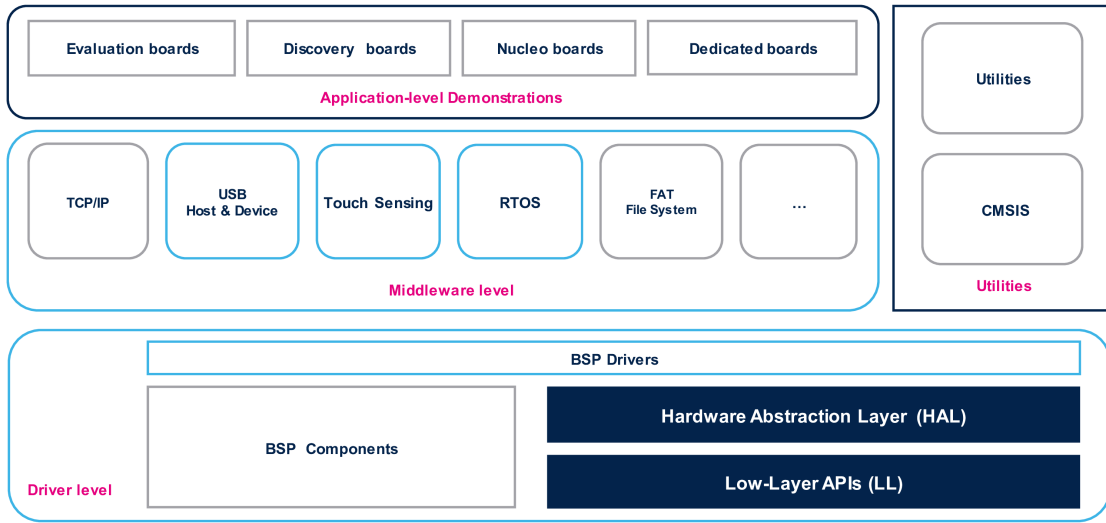 Evaluation boards
Discovery boards
Nucleo boards
Dedicated boards
Application-level Demonstrations
TCP/IP
USB
Host & Device
Touch Sensing
RTOS
FAT
File System
...
Middleware level
Utilities
CMSIS
Utilities
BSP Drivers
BSP Components
Hardware Abstraction Layer (HAL)
Low-Layer APIs (LL)
Driver level